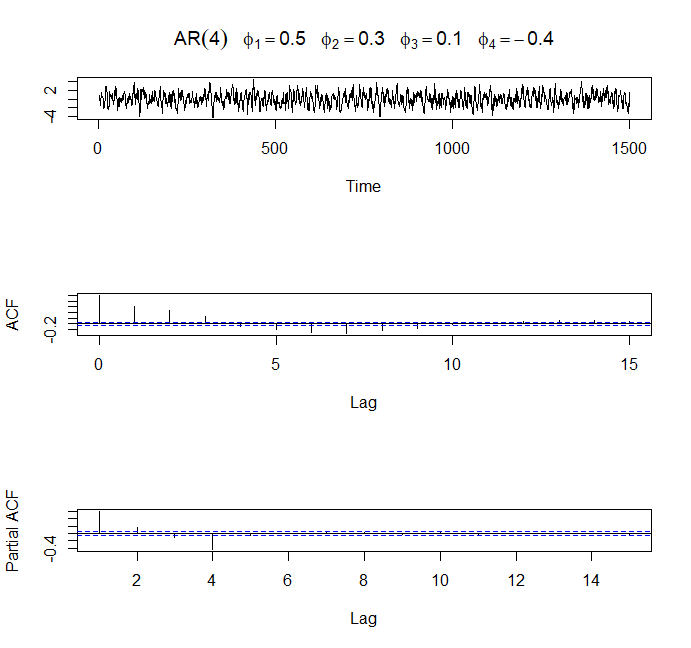 AR(4) ϕ1 = 0.5 ϕ2 = 0.3 ϕ3 = 0.1 ϕ4 = − 0.4
2
-4
0 500 1000 1500
Time
ACF
-0.2
0 5 10 15
Lag
Partial ACF
-0.4
2 4 6 8 10 12 14
Lag